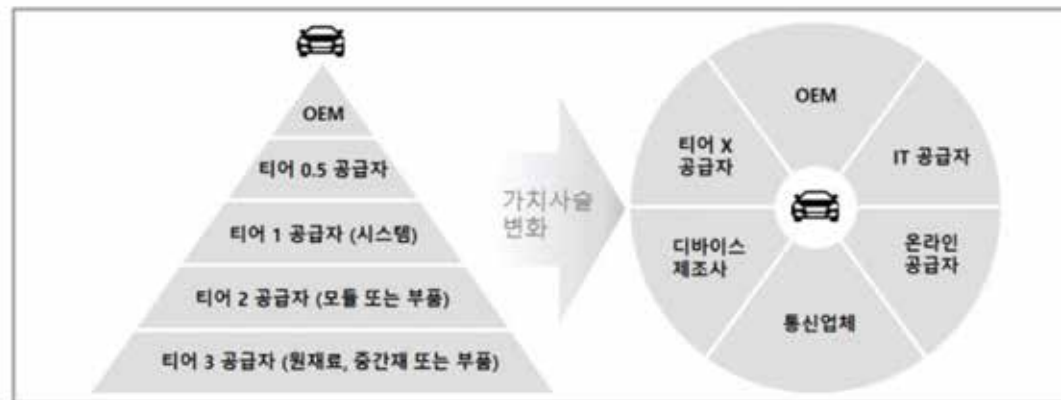 OEM
티어 0.5 공급자
티어 1 공급자 (시스템)
티어 2 공급자 (모듈 또는 부품)
티어 3 공급자 (원재료, 중간재 또는 부품)
가치사슬
변화
OEM
IT 공급자
온라인
공급자
통신업체
디바이스
제조사
티어 X
공급자